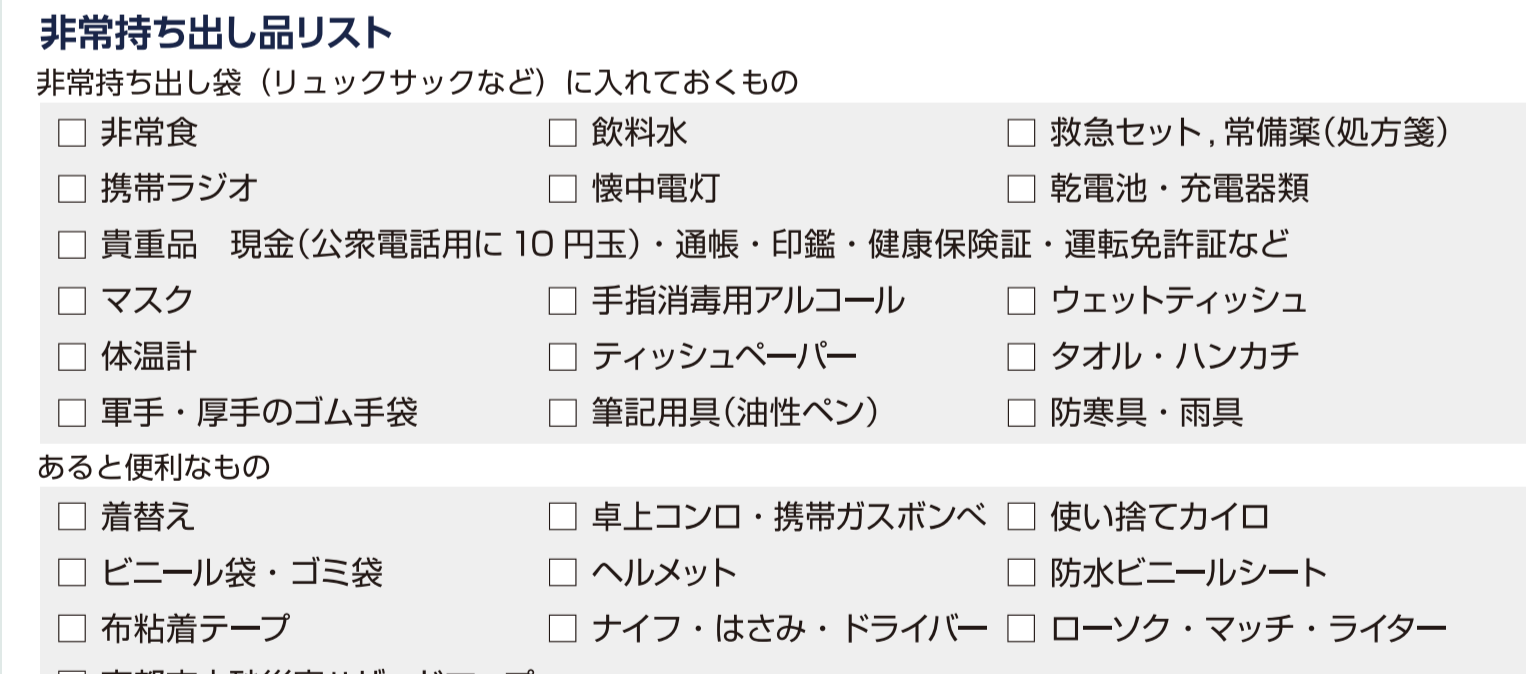 非常持ち出し品リスト
非常持ち出し袋（リュックサックなど）に入れておくもの
□ 非常食 □ 飲料水 □ 救急セット，常備薬（処方箋）
□ 携帯ラジオ □ 懐中電灯 □ 乾電池・充電器類
□ 貴重品　現金（公衆電話用に 10 円玉）・通帳・印鑑・健康保険証・運転免許証など
□ マスク □ 手指消毒用アルコール □ ウェットティッシュ
□ 体温計 □ ティッシュペーパー □ タオル・ハンカチ
□ 軍手・厚手のゴム手袋 □ 筆記用具（油性ペン） □ 防寒具・雨具
あると便利なもの
□ 着替え □ 卓上コンロ・携帯ガスボンベ □ 使い捨てカイロ
□ ビニール袋・ゴミ袋 □ ヘルメット □ 防水ビニールシート
□ 布粘着テープ □ ナイフ・はさみ・ドライバー □ ローソク・マッチ・ライター